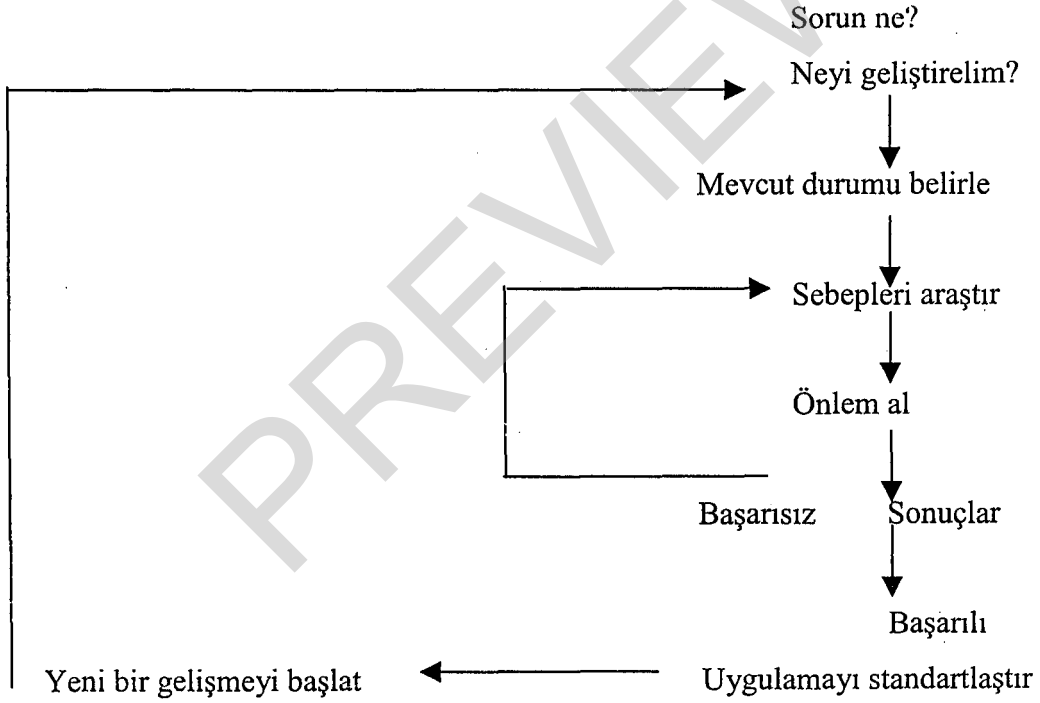 Sorun ne?
Neyi geliştirelim?
Mevcut durumu belirle
Sebepleri araştır
Önlem al
Başarısız Sonuçlar
Başarılı
Yeni bir gelişmeyi başlat Uygulamayı standartlaştır
PREVIEW